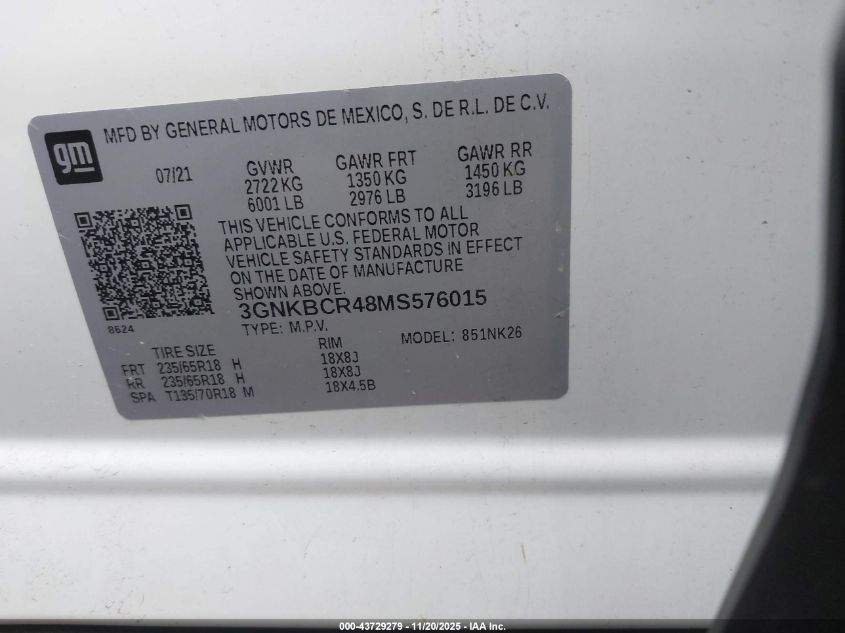 gm
MFD BY GENERAL MOTORS DE MEXICO, S. DE R.L. DE C.V.
07/21
GVWR GAWR FRT GAWR RR
2722 KG 1350 KG 1450 KG
6001 LB 2976 LB 3196 LB
THIS VEHICLE CONFORMS TO ALL
APPLICABLE U.S. FEDERAL MOTOR
VEHICLE SAFETY STANDARDS IN EFFECT
ON THE DATE OF MANUFACTURE
SHOWN ABOVE.
8624
3GNKBCR48MS576015
TYPE: M.P.V. MODEL: 851NK26
TIRE SIZE RIM
FRT 235/65R18 H 18X8J
RR 235/65R18 H 18X8J
SPA T135/70R18 M 18X4.5B
000-43729279 - 11/20/2025 - IAA Inc.